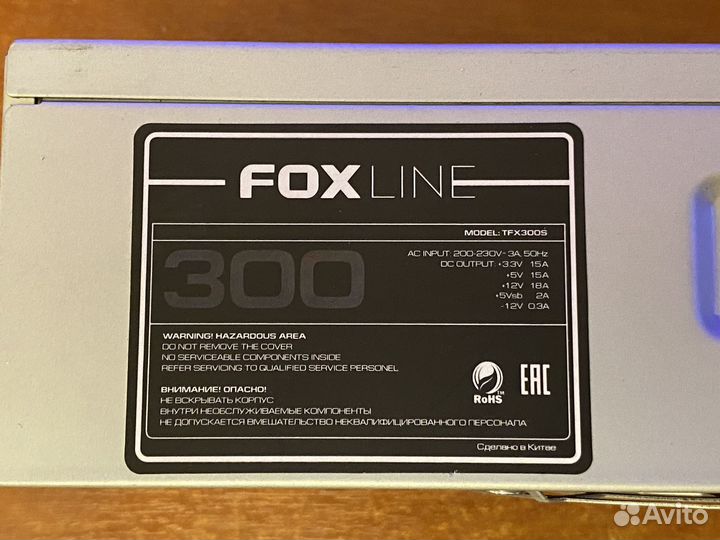 FOXLINE
MODEL: TFX300S
300
AC INPUT: 200-230V~3A, 50Hz
DC OUTPUT: +3.3V 15A
+5V 15A
+12V 18A
+5Vsb 2A
-12V 0.3A
WARNING! HAZARDOUS AREA
DO NOT REMOVE THE COVER
NO SERVICEABLE COMPONENTS INSIDE
REFER SERVICING TO QUALIFIED SERVICE PERSONEL
ВНИМАНИЕ! ОПАСНО!
НЕ ВСКРЫВАТЬ КОРПУС
ВНУТРИ НЕОБСЛУЖИВАЕМЫЕ КОМПОНЕНТЫ
НЕ ДОПУСКАЕТСЯ ВМЕШАТЕЛЬСТВО НЕКВАЛИФИЦИРОВАННОГО ПЕРСОНАЛА
RoHS TM
EAC
Сделано в Китае
Avito